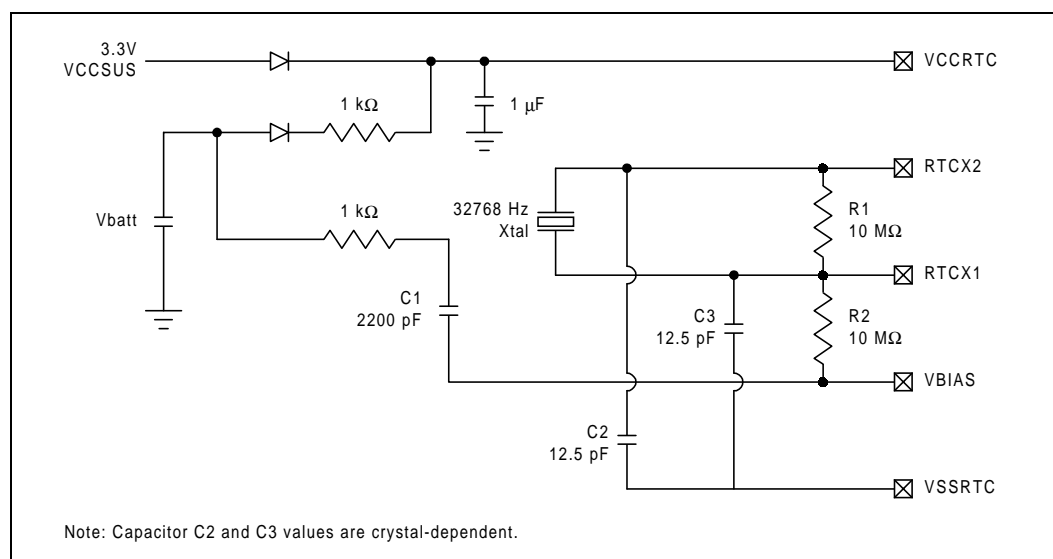 3.3V
VCCSUS
VCCRTC
1 kΩ
1 μF
RTCX2
Vbatt
1 kΩ
32768 Hz
Xtal
R1
10 MΩ
RTCX1
C1
2200 pF
C3
12.5 pF
R2
10 MΩ
VBIAS
C2
12.5 pF
VSSRTC
Note: Capacitor C2 and C3 values are crystal-dependent.